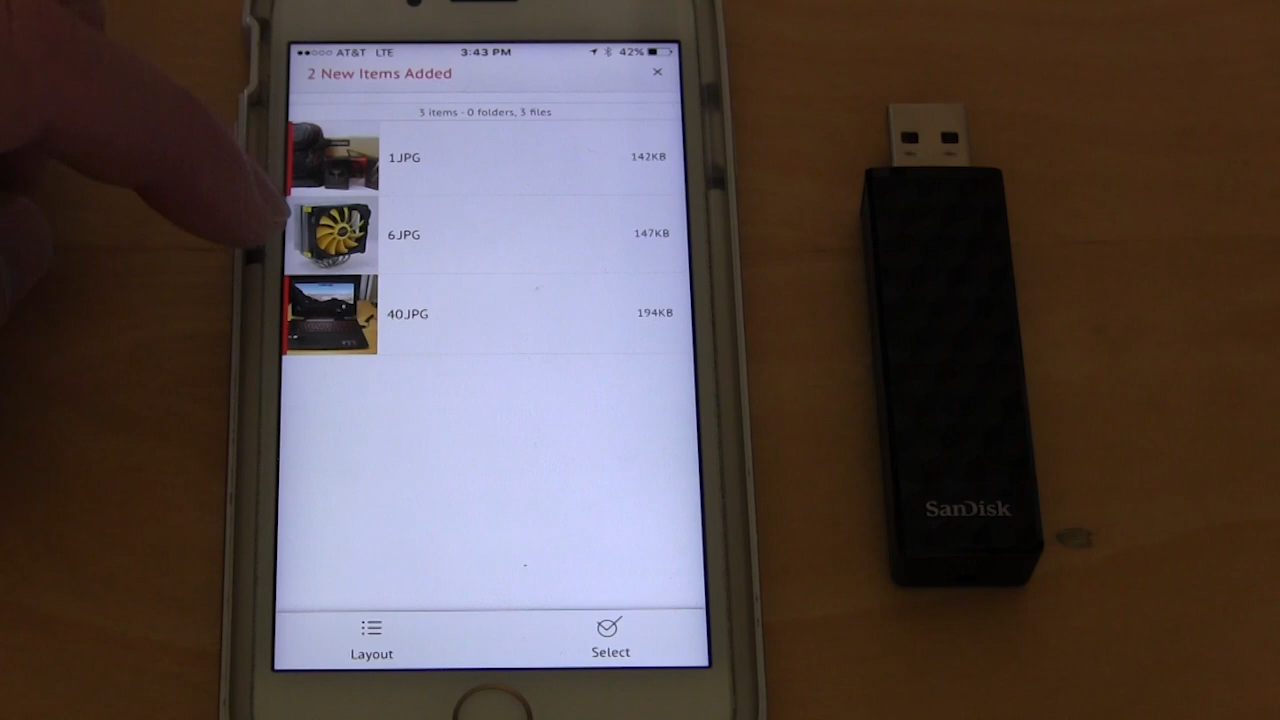 AT&T LTE 3:43 PM 42%
2 New Items Added
3 items - 0 folders, 3 files
1.JPG 142KB
6.JPG 147KB
40.JPG 194KB
Layout Select
SanDisk